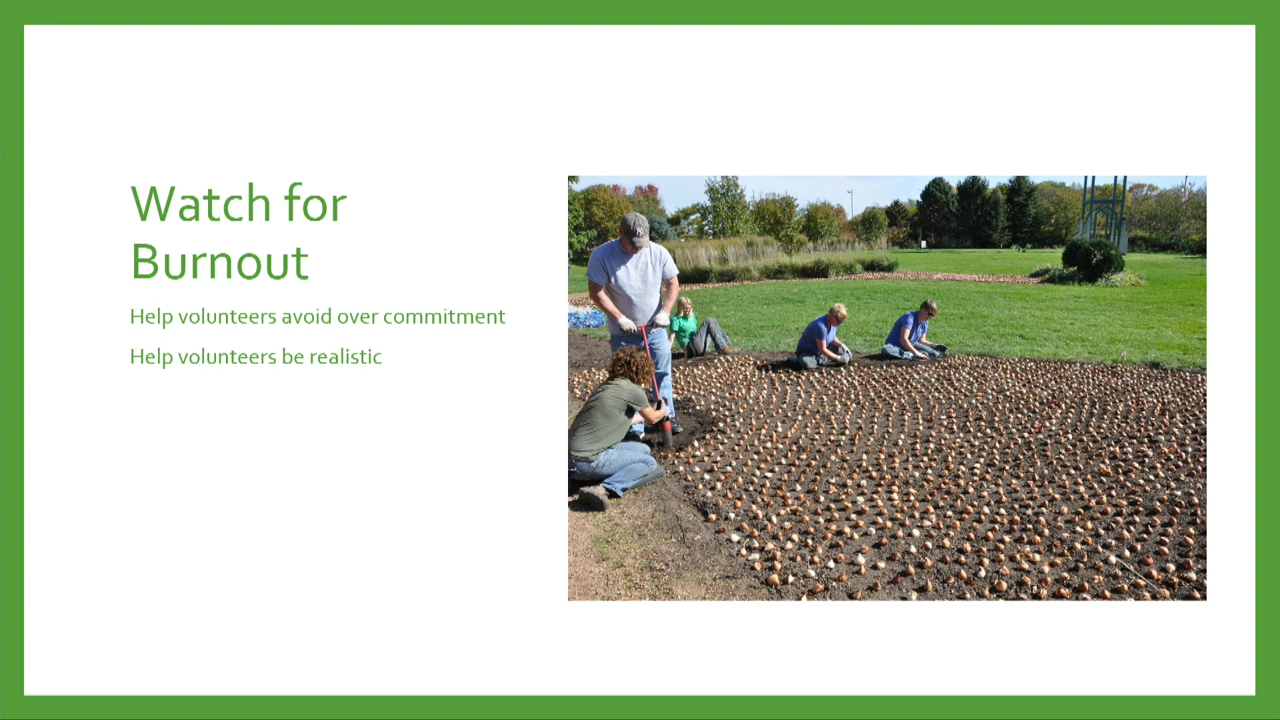 Watch for
Burnout
Help volunteers avoid over commitment
Help volunteers be realistic